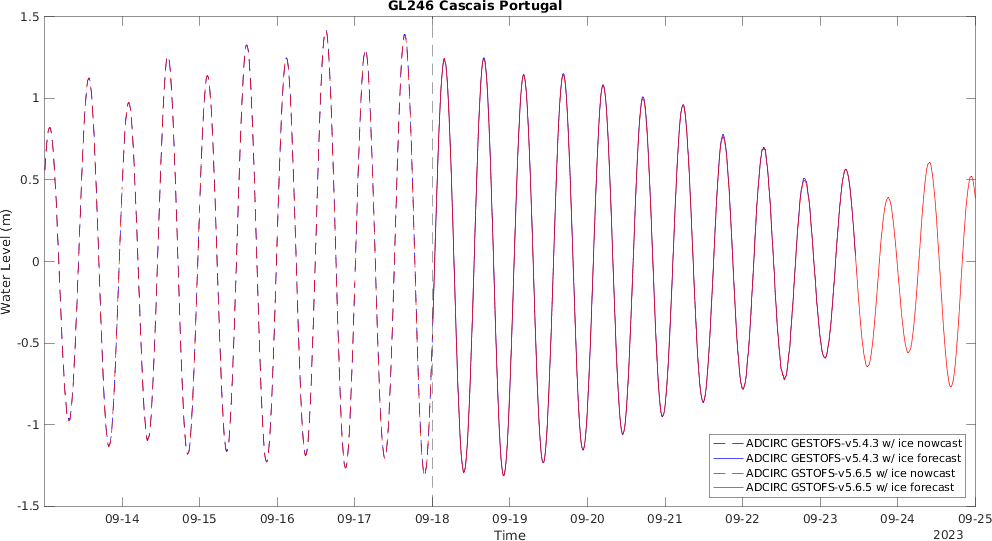 GL246 Cascais Portugal
1.5
1
0.5
0
-0.5
-1
-1.5
Water Level (m)
09-14 09-15 09-16 09-17 09-18 09-19 09-20 09-21 09-22 09-23 09-24 09-25
Time
2023
ADCIRC GESTOFS-v5.4.3 w/ ice nowcast
ADCIRC GESTOFS-v5.4.3 w/ ice forecast
ADCIRC GSTOFS-v5.6.5 w/ ice nowcast
ADCIRC GSTOFS-v5.6.5 w/ ice forecast